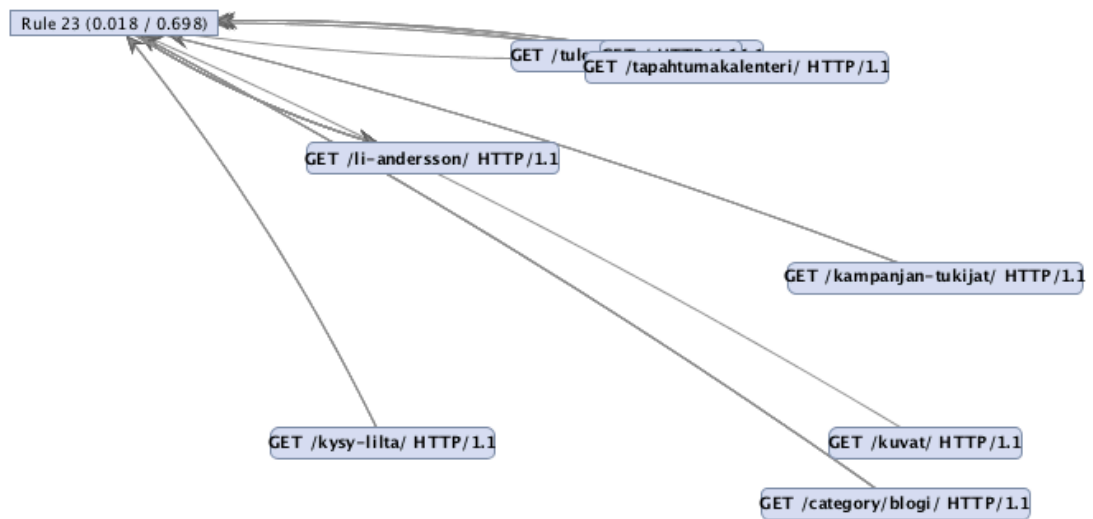 Rule 23 (0.018 / 0.698)
GET /tul
GET /tapahtumakalenteri/ HTTP/1.1
GET /li-andersson/ HTTP/1.1
GET /kampanjan-tukijat/ HTTP/1.1
GET /kysy-lilta/ HTTP/1.1
GET /kuvat/ HTTP/1.1
GET /category/blogi/ HTTP/1.1